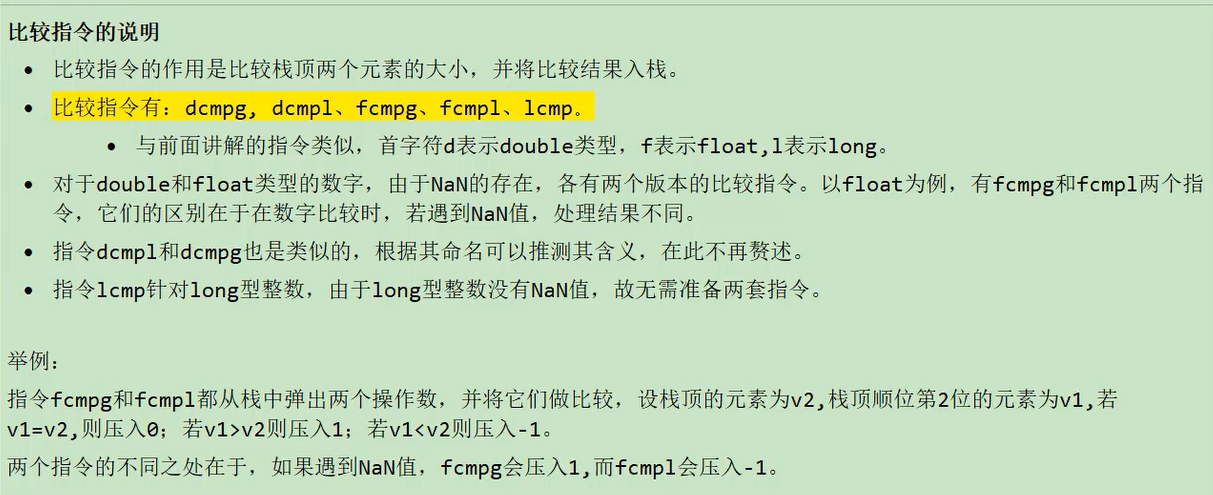 比较指令的说明
• 比较指令的作用是比较栈顶两个元素的大小，并将比较结果入栈。
• 比较指令有：dcmpg, dcmpl、fcmpg、fcmpl、lcmp。
• 与前面讲解的指令类似，首字符d表示double类型，f表示float,l表示long。
• 对于double和float类型的数字，由于NaN的存在，各有两个版本的比较指令。以float为例，有fcmpg和fcmpl两个指
令，它们的区别在于在数字比较时，若遇到NaN值，处理结果不同。
• 指令dcmpl和dcmpg也是类似的，根据其命名可以推测其含义，在此不再赘述。
• 指令lcmp针对long型整数，由于long型整数没有NaN值，故无需准备两套指令。
举例：
指令fcmpg和fcmpl都从栈中弹出两个操作数，并将它们做比较，设栈顶的元素为v2,栈顶顺位第2位的元素为v1,若
v1=v2,则压入0；若v1>v2则压入1；若v1<v2则压入-1。
两个指令的不同之处在于，如果遇到NaN值，fcmpg会压入1,而fcmpl会压入-1。